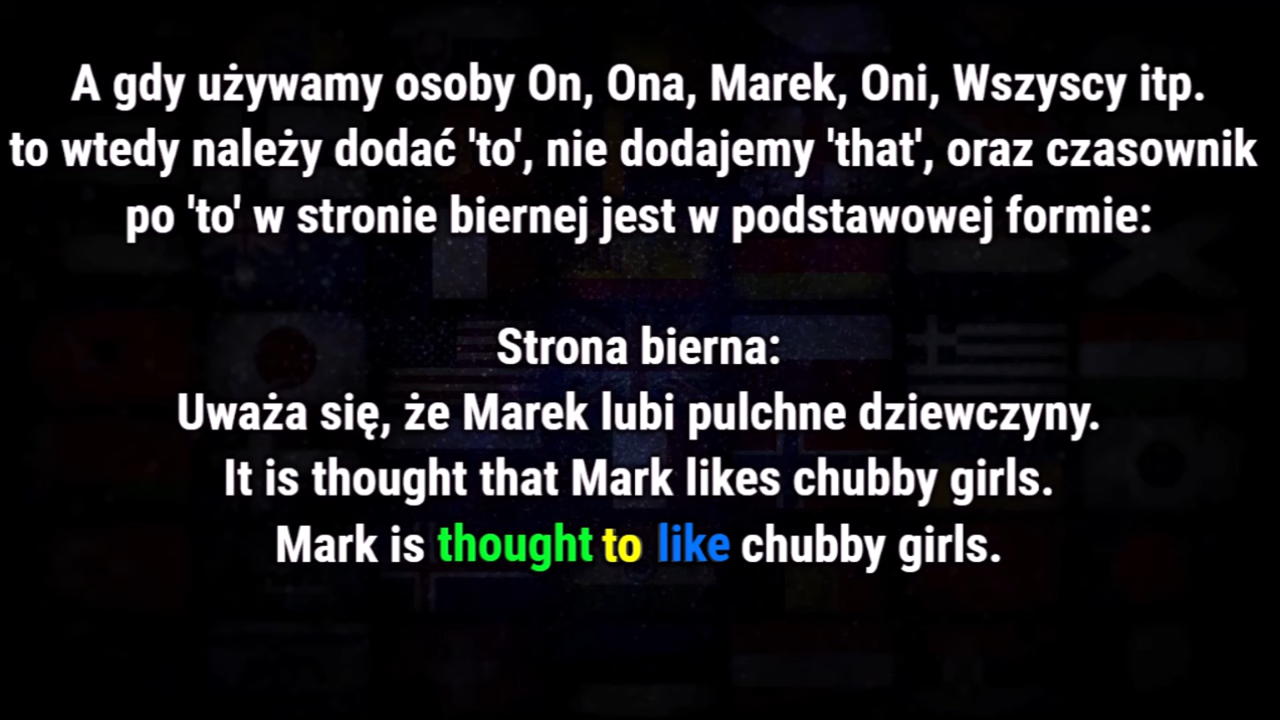 A gdy używamy osoby On, Ona, Marek, Oni, Wszyscy itp.
to wtedy należy dodać 'to', nie dodajemy 'that', oraz czasownik
po 'to' w stronie biernej jest w podstawowej formie:
Strona bierna:
Uważa się, że Marek lubi pulchne dziewczyny.
It is thought that Mark likes chubby girls.
Mark is thought to like chubby girls.